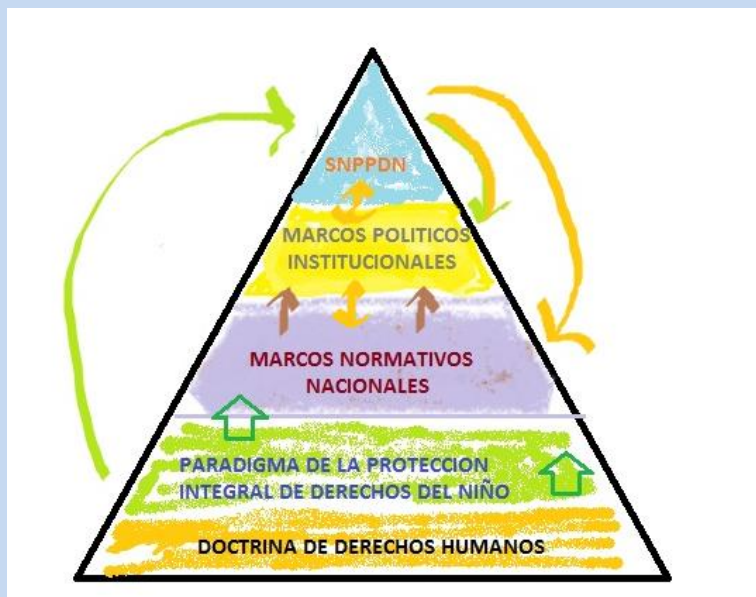 SNPPDN
MARCOS POLITICOS
INSTITUCIONALES
MARCOS NORMATIVOS
NACIONALES
PARADIGMA DE LA PROTECCION
INTEGRAL DE DERECHOS DEL NIÑO
DOCTRINA DE DERECHOS HUMANOS